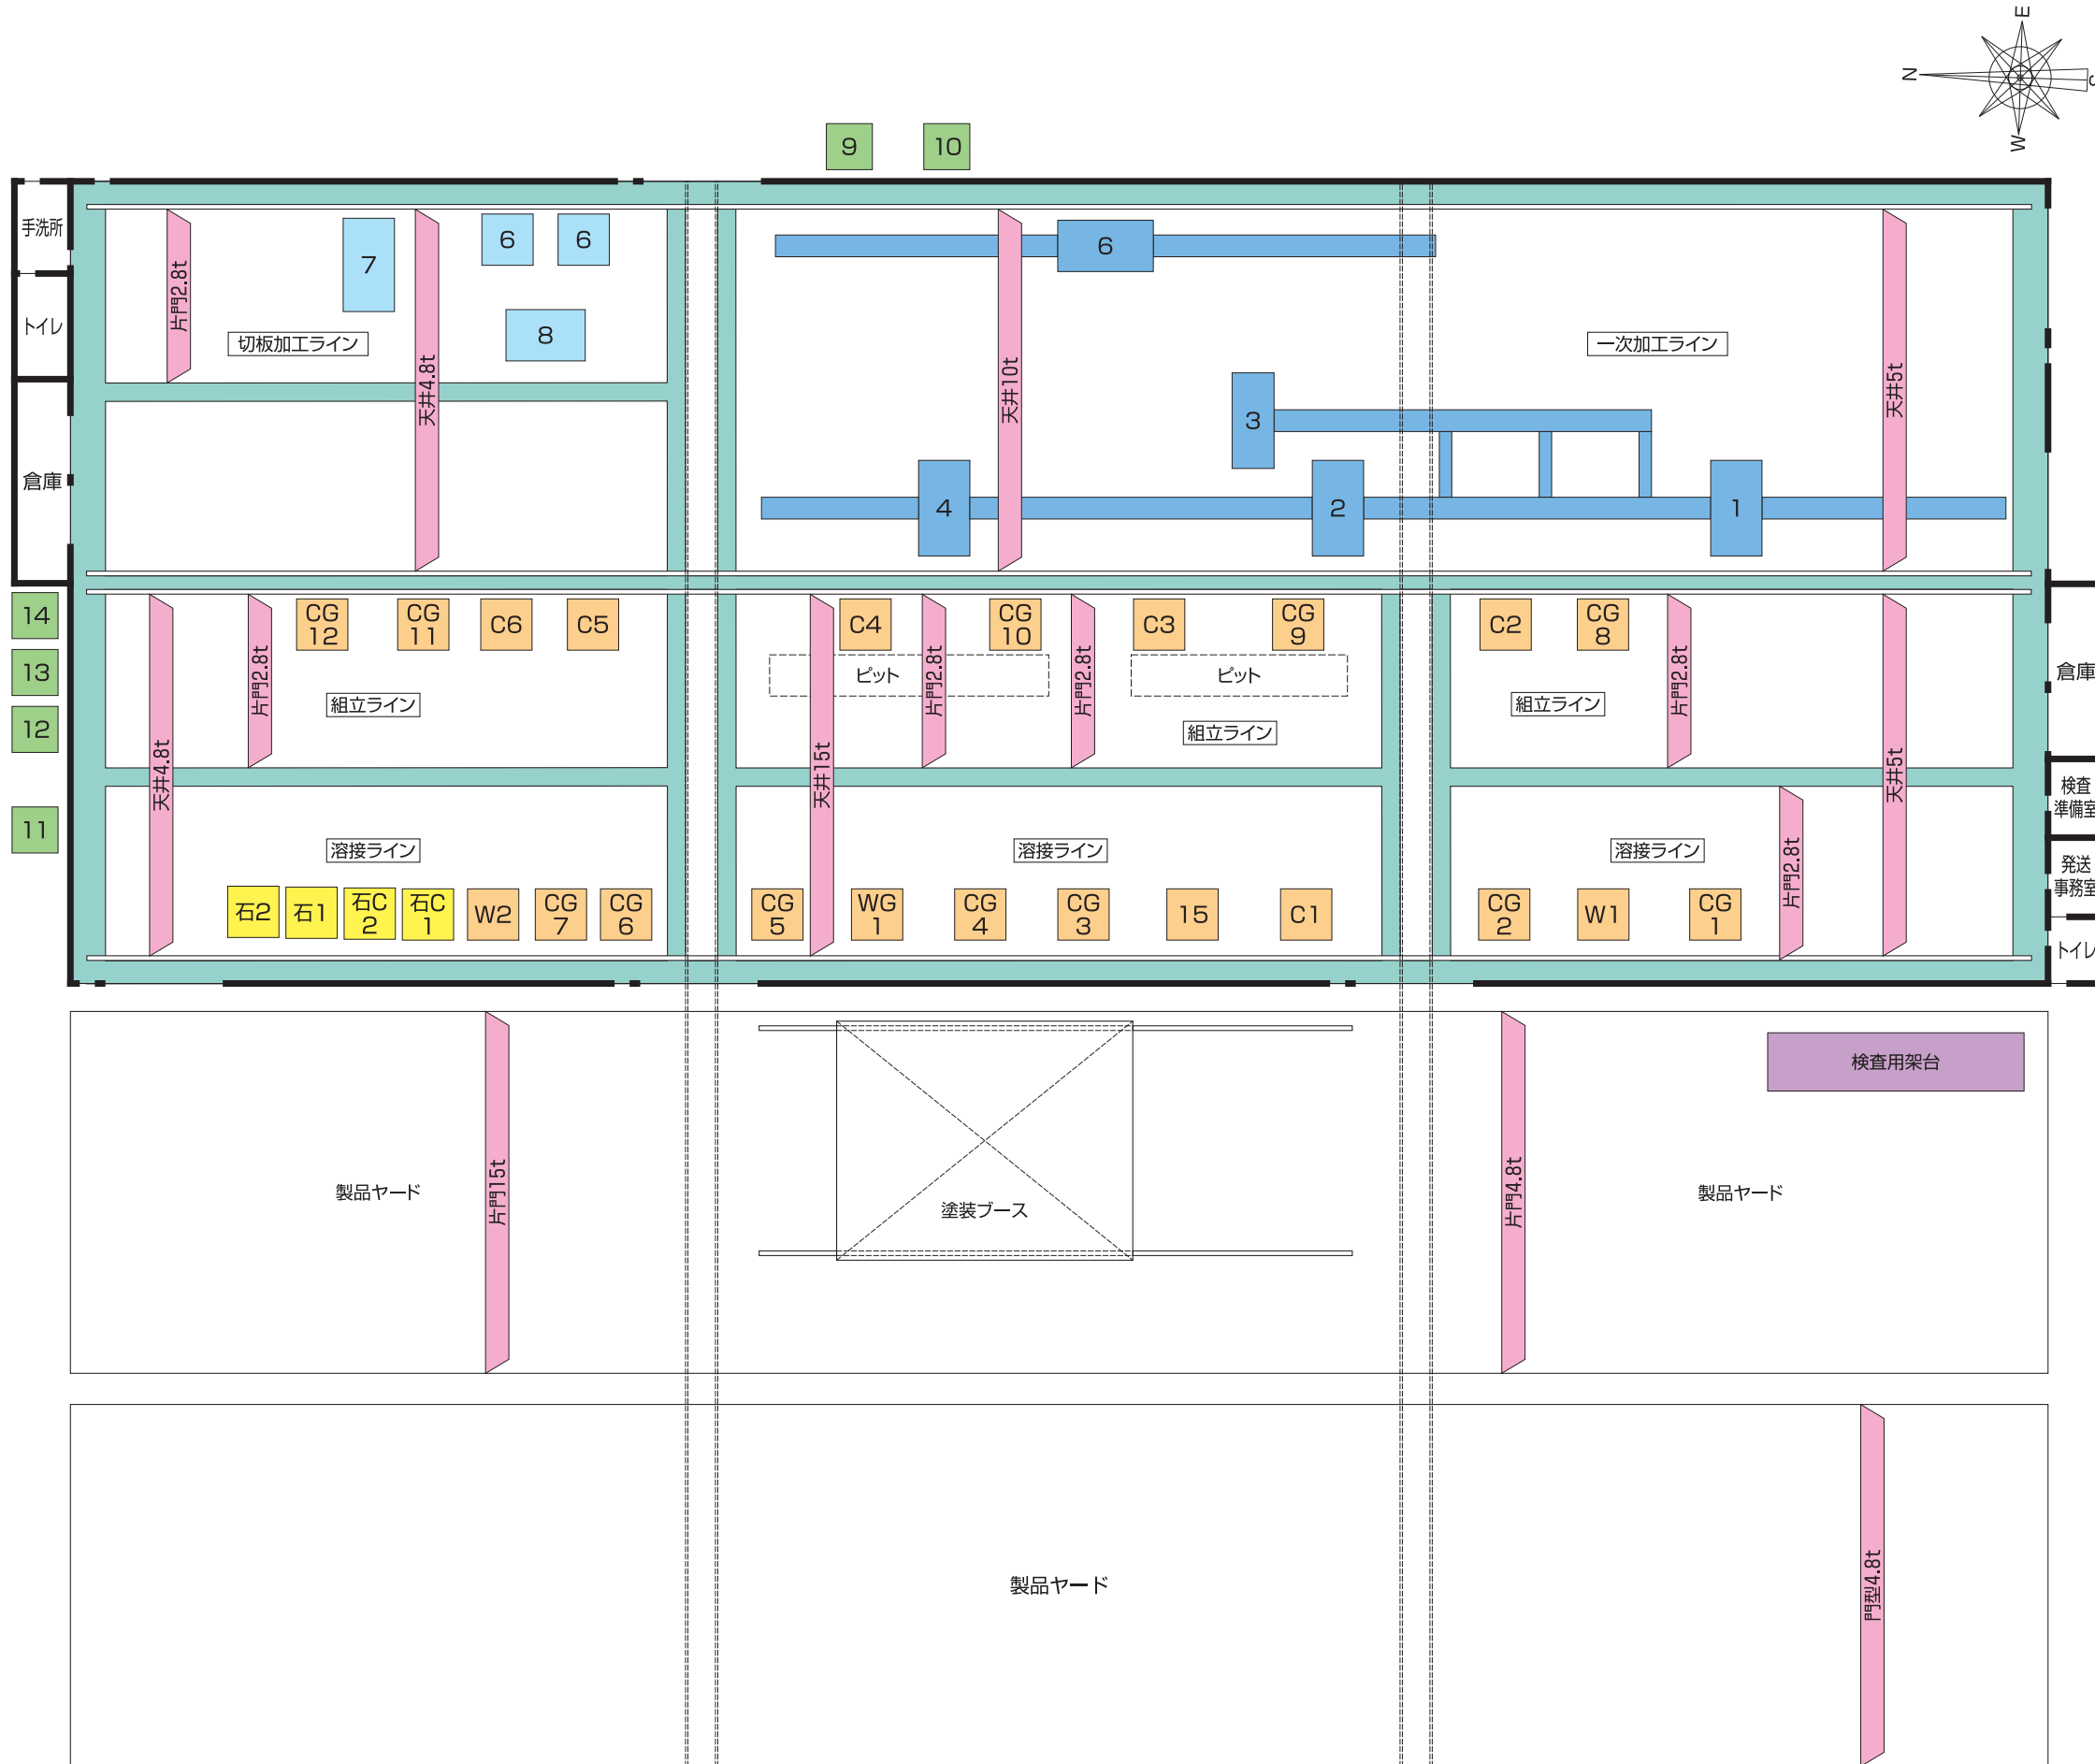 E
N
S
W
9
10
手洗所
トイレ
倉庫
片門2.8t
7
天井4.8t
6
6
8
切板加工ライン
6
天井10t
一次加工ライン
天井5t
3
4
2
1
14
13
12
11
天井4.8t
片門2.8t
CG
12
CG
11
C6
C5
組立ライン
天井15t
C4
片門2.8t
CG
10
片門2.8t
C3
CG
9
ピット
ピット
組立ライン
C2
CG
8
片門2.8t
組立ライン
天井5t
倉庫
検査
準備室
発送
事務室
トイレ
溶接ライン
石2
石1
石C
2
石C
1
W2
CG
7
CG
6
溶接ライン
CG
5
WG
1
CG
4
CG
3
15
C1
溶接ライン
CG
2
W1
CG
1
片門2.8t
製品ヤード
片門15t
塗装ブース
片門4.8t
検査用架台
製品ヤード
製品ヤード
門型4.8t